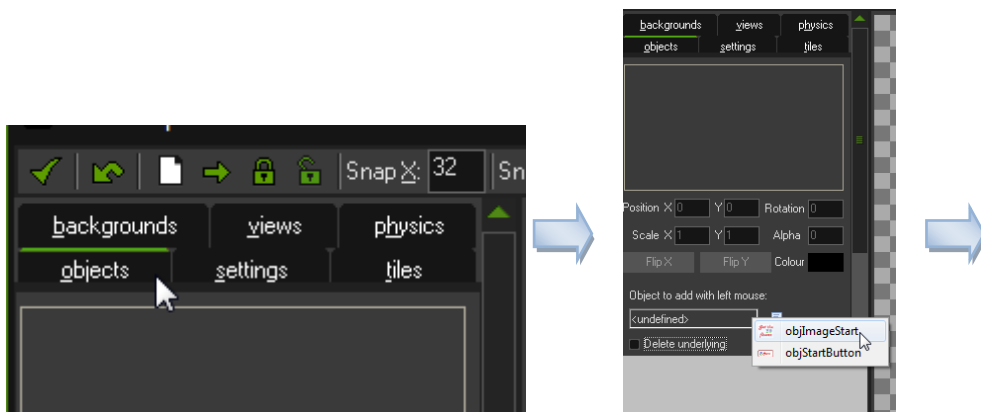 Snap X: 32 Sn
backgrounds views physics
objects settings tiles
backgrounds views physics
objects settings tiles
Position X 0 Y 0 Rotation 0
Scale X 1 Y 1 Alpha 0
Flip X Flip Y Colour
Object to add with left mouse:
<undefined>
objImageStart
Delete underlying
objStartButton